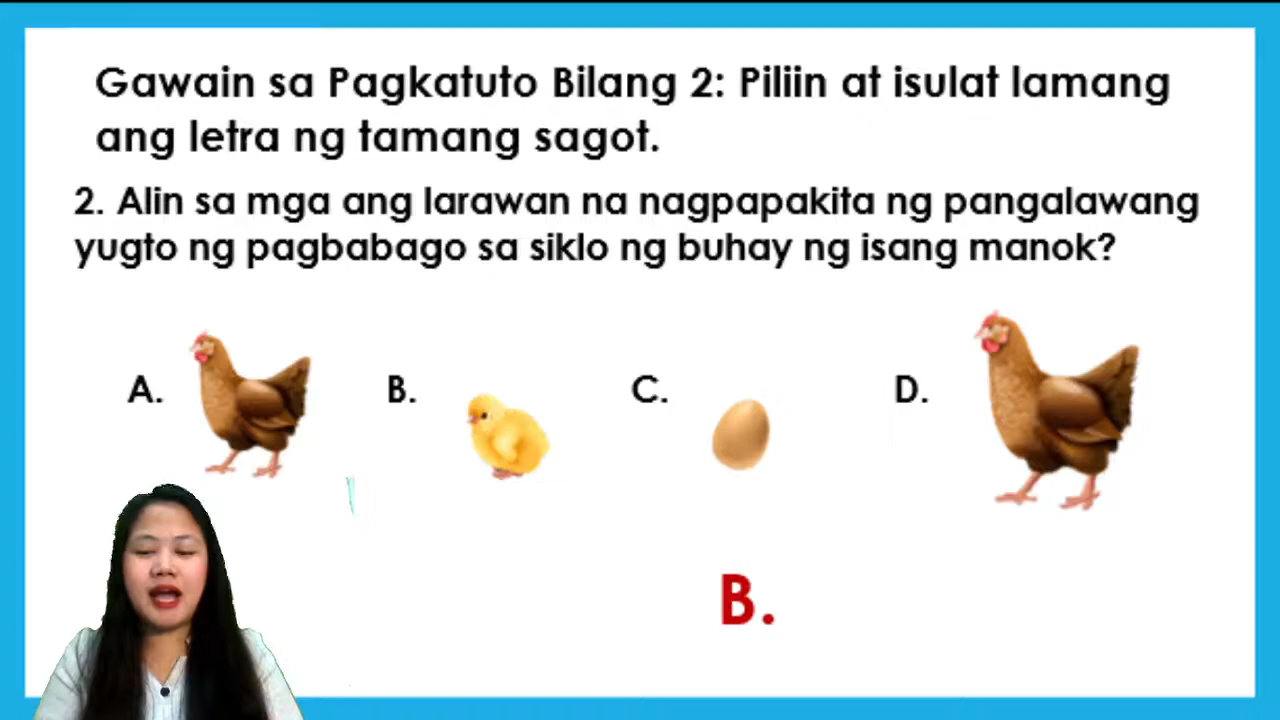 Gawain sa Pagkatuto Bilang 2: Piliin at isulat lamang
ang letra ng tamang sagot.
2. Alin sa mga ang larawan na nagpapakita ng pangalawang
yugto ng pagbabago sa siklo ng buhay ng isang manok?
A. B. C. D.
B.